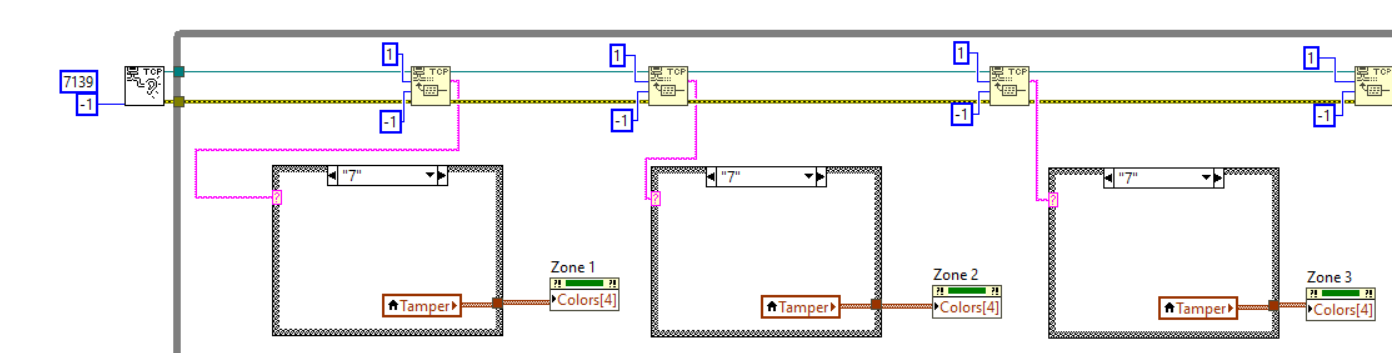 1
1
1
1
7139
TCP
TCP
TCP
TCP
TCP
-1
-1
-1
-1
-1
"7"
"7"
"7"
?
?
?
Zone 1
Zone 2
Zone 3
?! ?!
?! ?!
?! ?!
Tamper
Colors[4]
Tamper
Colors[4]
Tamper
Colors[4]